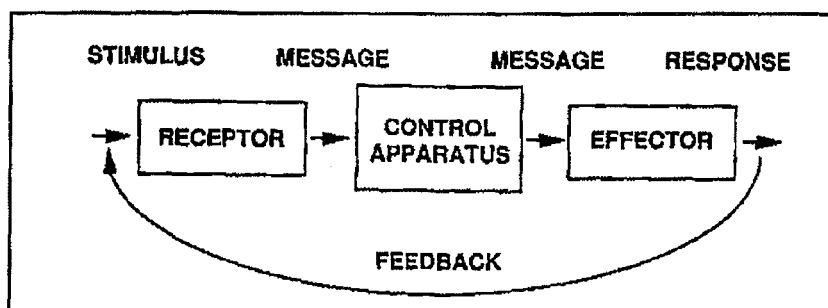 STIMULUS MESSAGE MESSAGE RESPONSE
RECEPTOR
CONTROL
APPARATUS
EFFECTOR
FEEDBACK